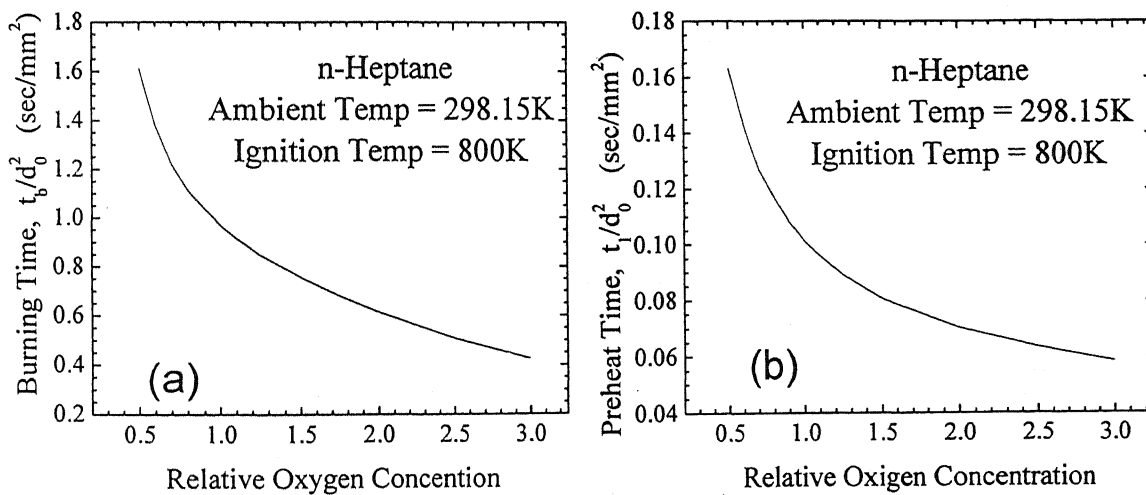 Burning Time, t_b/d_0^2 (sec/mm^2)
1.8
1.6
1.4
1.2
1.0
0.8
0.6
0.4
0.2
n-Heptane
Ambient Temp = 298.15K
Ignition Temp = 800K
(a)
0.5 1.0 1.5 2.0 2.5 3.0
Relative Oxygen Concention
Preheat Time, t_l/d_0^2 (sec/mm^2)
0.18
0.16
0.14
0.12
0.10
0.08
0.06
0.04
n-Heptane
Ambient Temp = 298.15K
Ignition Temp = 800K
(b)
0.5 1.0 1.5 2.0 2.5 3.0
Relative Oxigen Concentration